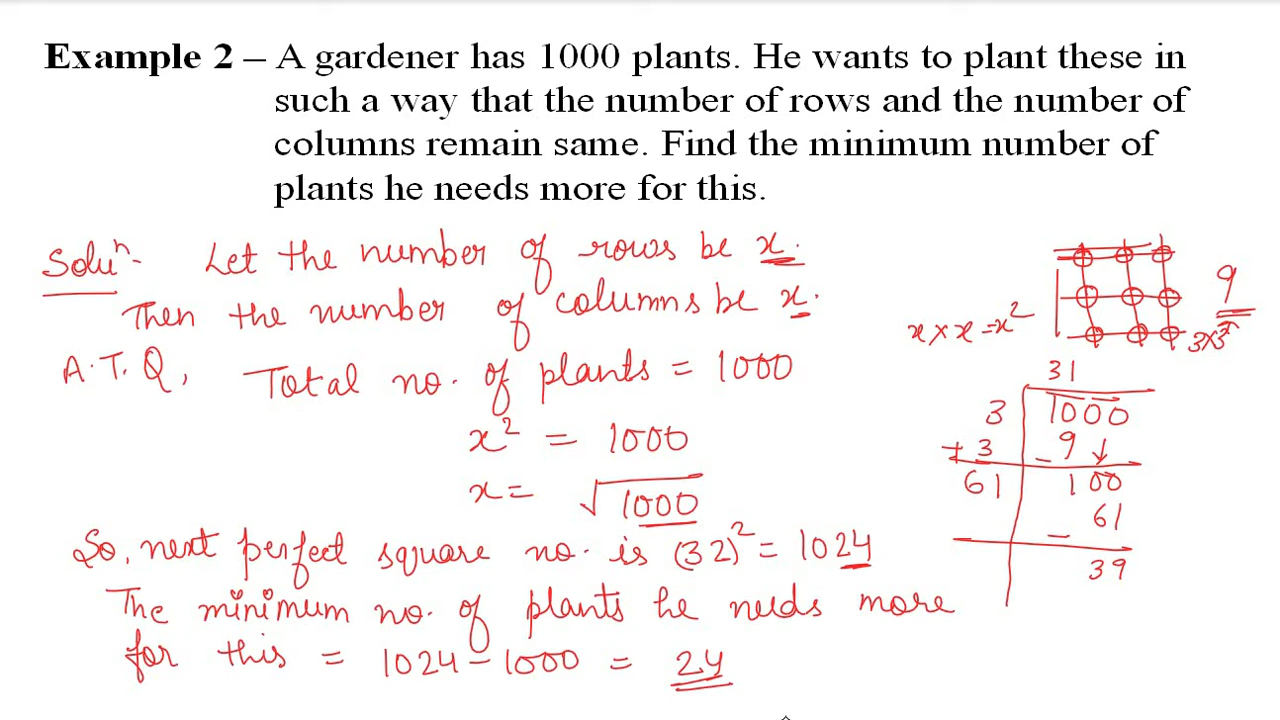 Example 2 – A gardener has 1000 plants. He wants to plant these in
such a way that the number of rows and the number of
columns remain same. Find the minimum number of
plants he needs more for this.
Soluⁿ- Let the number of rows be x.
Then the number of columns be x.
x × x = x²
9
3×3
A.T.Q, Total no. of plants = 1000
x² = 1000
x = √1000
31
3 1000
+3 -9 ↓
61 100
- 61
39
So, next perfect square no. is (32)² = 1024
The minimum no. of plants he needs more
for this = 1024 - 1000 = 24